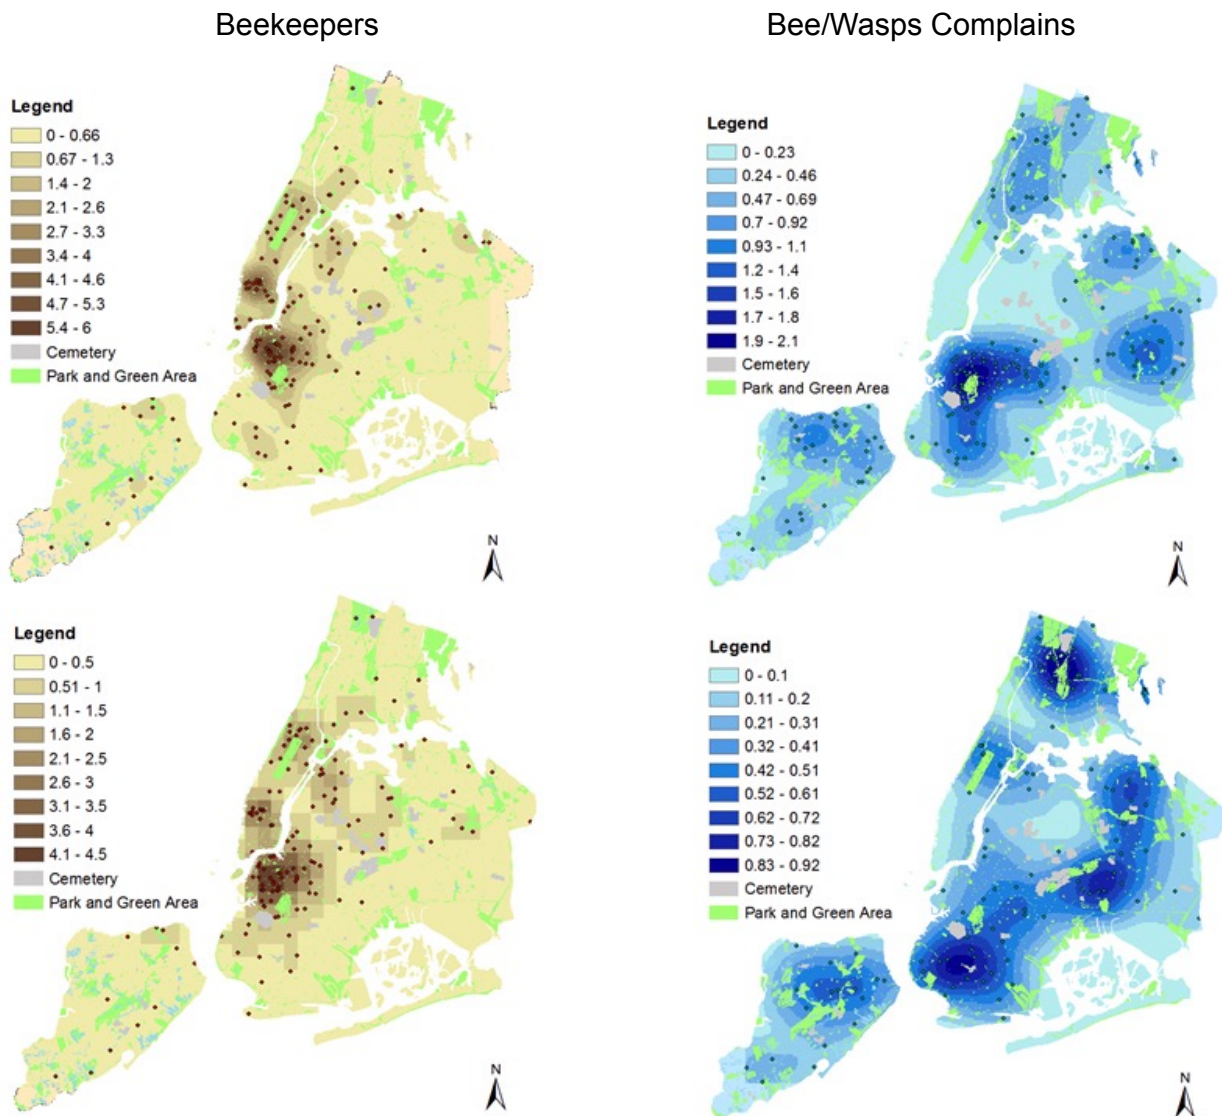 Beekeepers
Bee/Wasps Complains
Legend
0 - 0.66
0.67 - 1.3
1.4 - 2
2.1 - 2.6
2.7 - 3.3
3.4 - 4
4.1 - 4.6
4.7 - 5.3
5.4 - 6
Cemetery
Park and Green Area
N
Legend
0 - 0.23
0.24 - 0.46
0.47 - 0.69
0.7 - 0.92
0.93 - 1.1
1.2 - 1.4
1.5 - 1.6
1.7 - 1.8
1.9 - 2.1
Cemetery
Park and Green Area
N
Legend
0 - 0.5
0.51 - 1
1.1 - 1.5
1.6 - 2
2.1 - 2.5
2.6 - 3
3.1 - 3.5
3.6 - 4
4.1 - 4.5
Cemetery
Park and Green Area
N
Legend
0 - 0.1
0.11 - 0.2
0.21 - 0.31
0.32 - 0.41
0.42 - 0.51
0.52 - 0.61
0.62 - 0.72
0.73 - 0.82
0.83 - 0.92
Cemetery
Park and Green Area
N